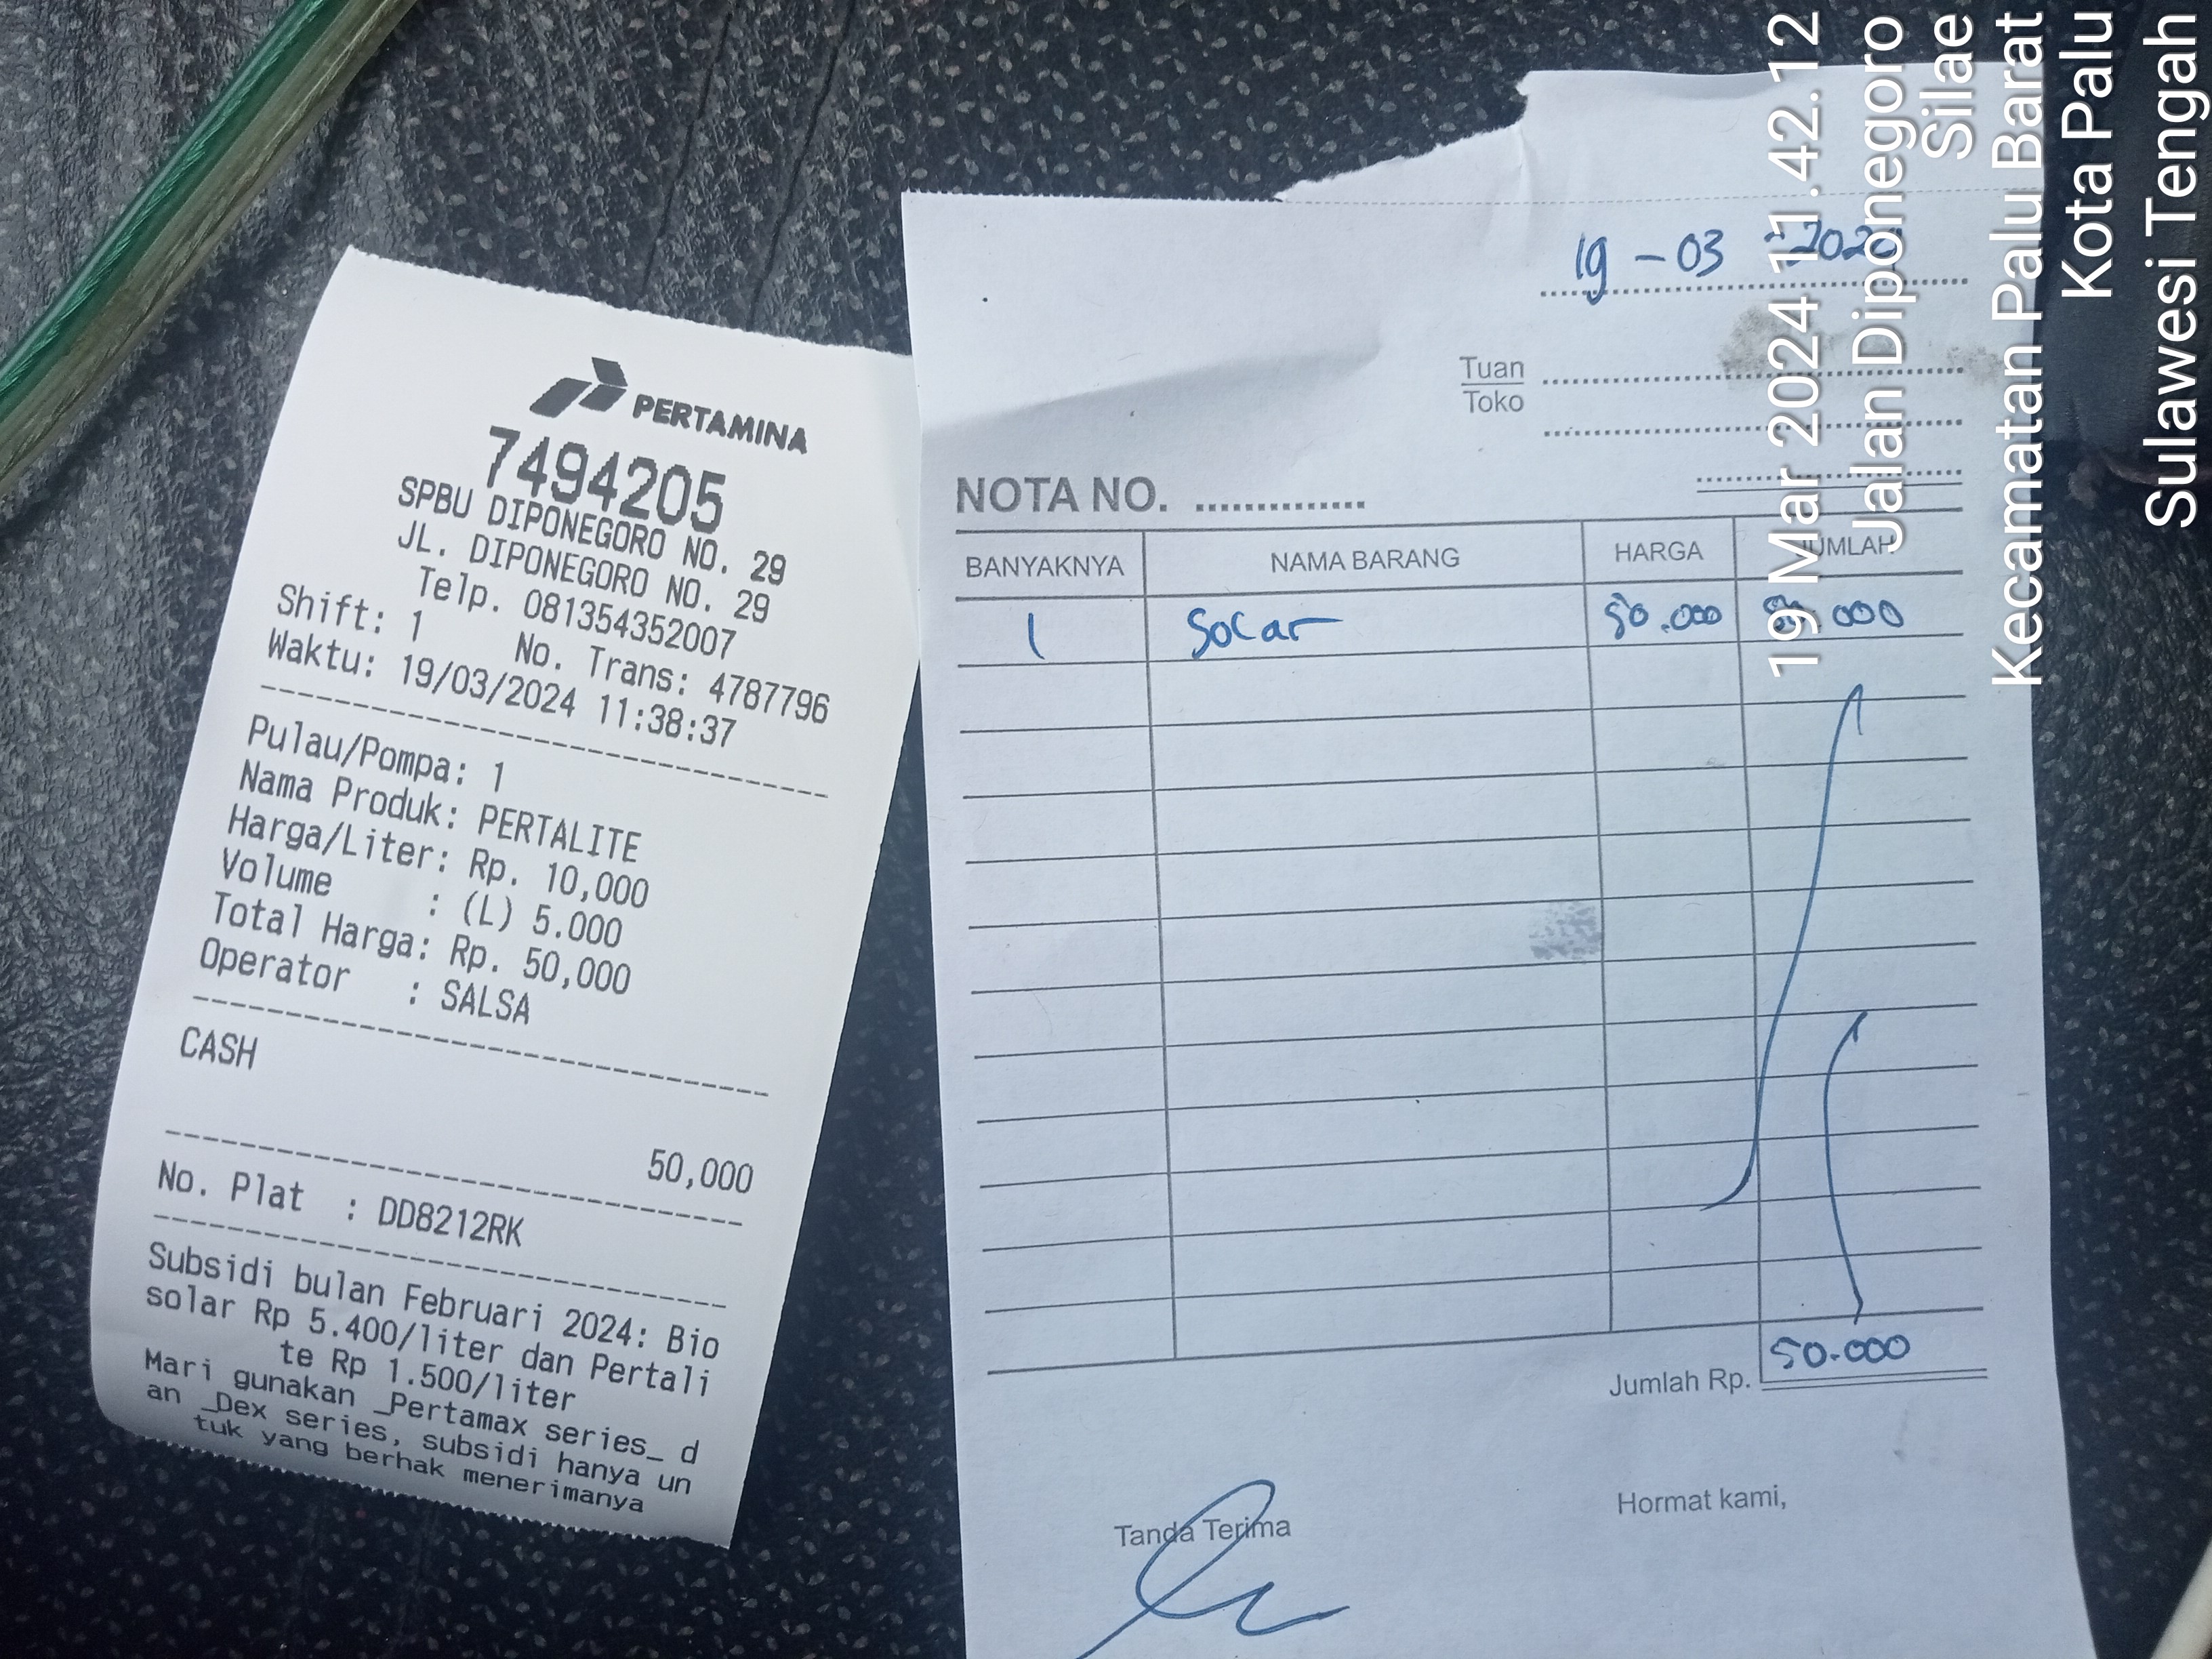 PERTAMINA
7494205
SPBU DIPONEGORO NO. 29
JL. DIPONEGORO NO. 29
Telp. 081354352007
Shift: 1 No. Trans: 4787796
Waktu: 19/03/2024 11:38:37
Pulau/Pompa: 1
Nama Produk: PERTALITE
Harga/Liter: Rp. 10,000
Volume : (L) 5.000
Total Harga: Rp. 50,000
Operator : SALSA
CASH
50,000
No. Plat : DD8212RK
Subsidi bulan Februari 2024: Bio
solar Rp 5.400/liter dan Pertali
te Rp 1.500/liter
Mari gunakan _Pertamax series_ d
an _Dex series, subsidi hanya un
tuk yang berhak menerimanya
19 - 03 - 2024
Tuan
Toko
NOTA NO.
BANYAKNYA NAMA BARANG HARGA JUMLAH
1 Socar 50.000 50.000
Jumlah Rp. 50.000
Tanda Terima
Hormat kami,
19 Mar 2024 11.42.12
Jalan Diponegoro
Silae
Kecamatan Palu Barat
Kota Palu
Sulawesi Tengah